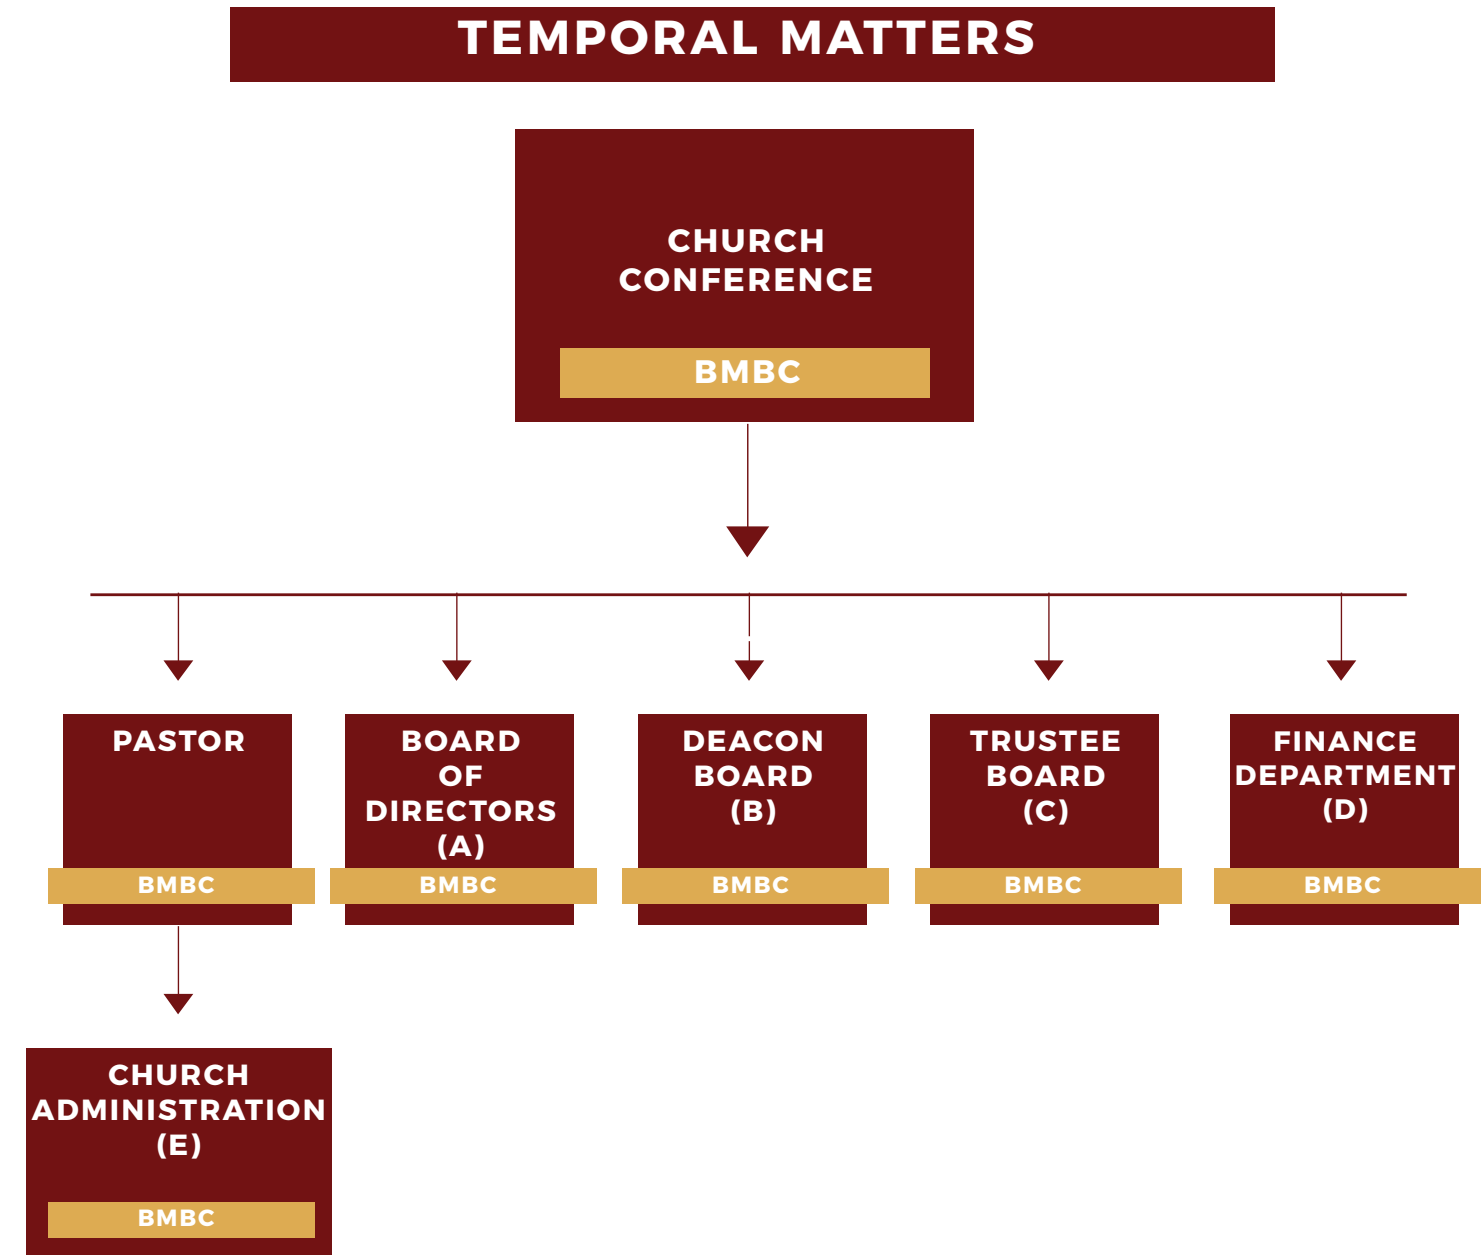 TEMPORAL MATTERS
CHURCH
CONFERENCE
BMBC
PASTOR
BMBC
BOARD
OF
DIRECTORS
(A)
BMBC
DEACON
BOARD
(B)
BMBC
TRUSTEE
BOARD
(C)
BMBC
FINANCE
DEPARTMENT
(D)
BMBC
CHURCH
ADMINISTRATION
(E)
BMBC